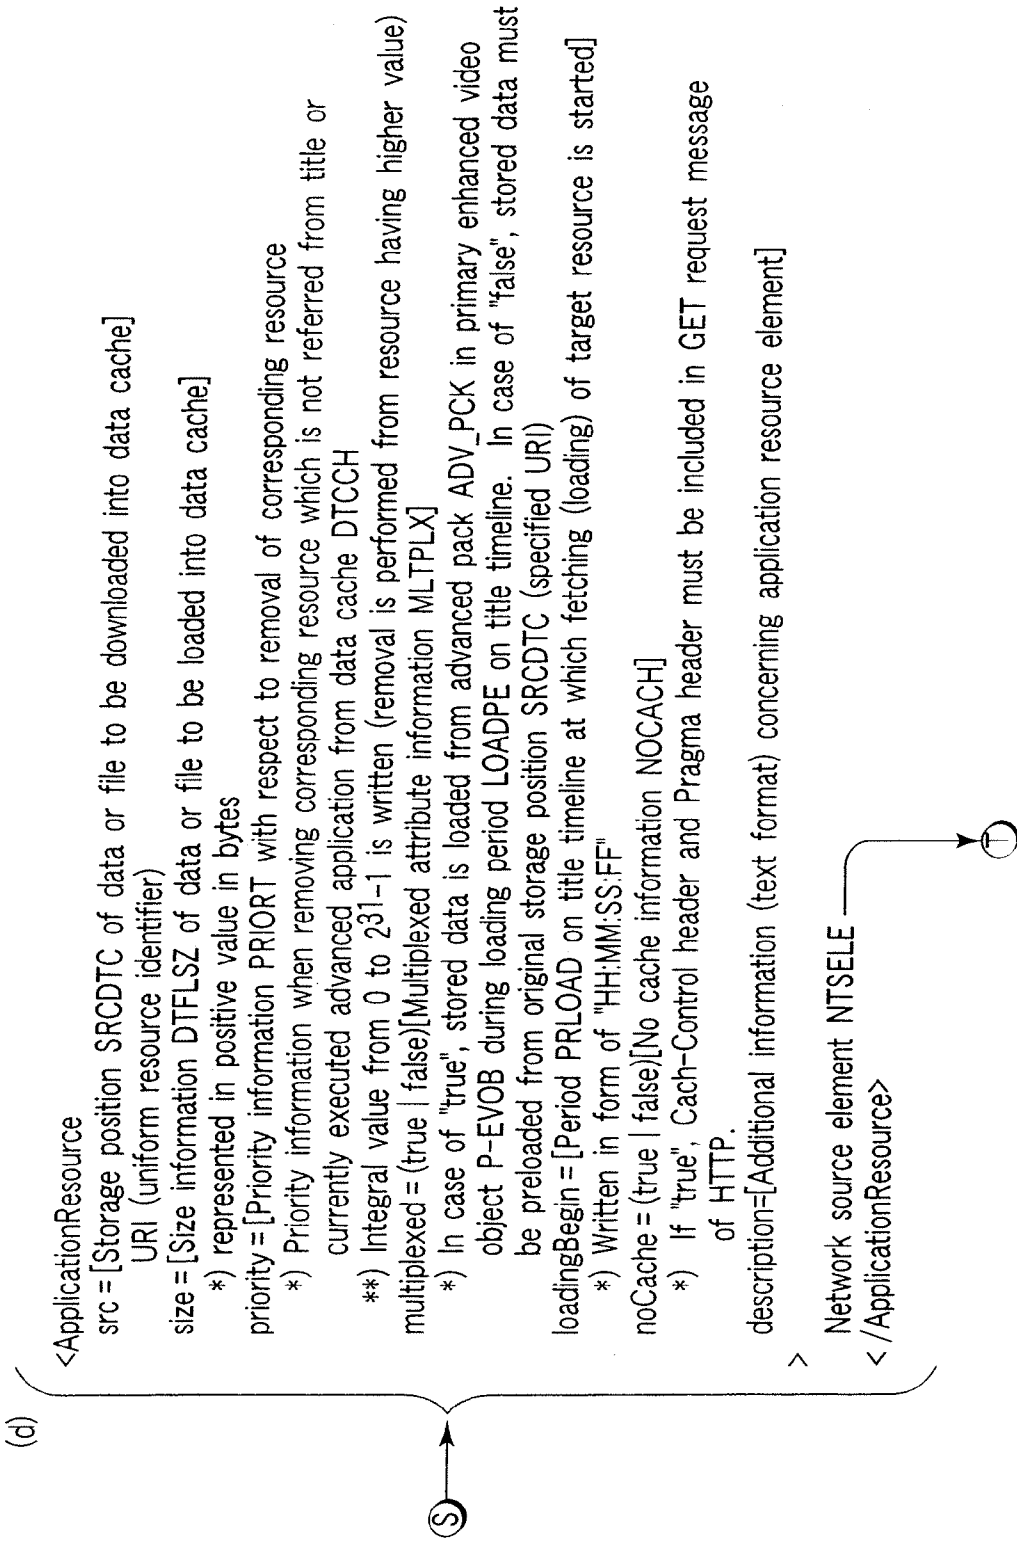 (d)
<ApplicationResource
src = [Storage position SRCDTC of data or file to be downloaded into data cache]
URI (uniform resource identifier)
size = [Size information DTFLSZ of data or file to be loaded into data cache]
*) represented in positive value in bytes
priority = [Priority information PRIORT with respect to removal of corresponding resource
*) Priority information when removing corresponding resource which is not referred from title or
currently executed advanced application from data cache DTCCH
**) Integral value from 0 to 2^31-1 is written (removal is performed from resource having higher value)
multiplexed = (true | false)[Multiplexed attribute information MLTPLX]
*) In case of "true", stored data is loaded from advanced pack ADV_PCK in primary enhanced video
object P-EVOB during loading period LOADPE on title timeline. In case of "false", stored data must
be preloaded from original storage position SRCDTC (specified URI)
loadingBegin = [Period PRLOAD on title timeline at which fetching (loading) of target resource is started]
*) Written in form of "HH:MM:SS:FF"
noCache = (true | false)[No cache information NOCACH]
*) If "true", Cach-Control header and Pragma header must be included in GET request message
of HTTP.
description=[Additional information (text format) concerning application resource element]
>
Network source element NTSELE
</ApplicationResource>
S
T